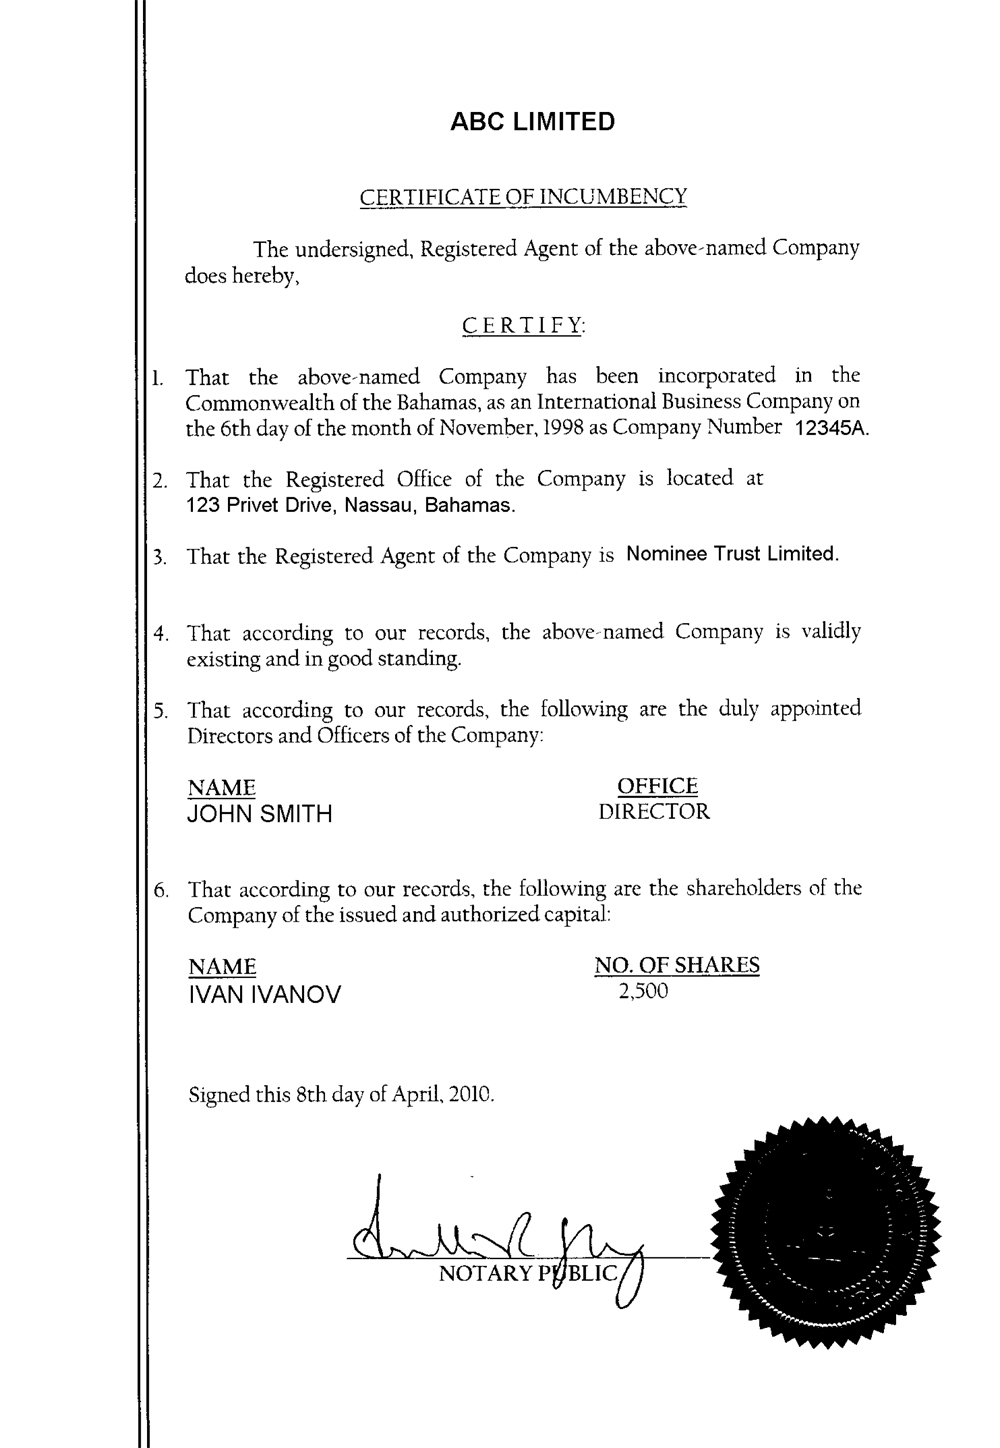 ABC LIMITED
CERTIFICATE OF INCUMBENCY
The undersigned, Registered Agent of the above-named Company
does hereby,
CERTIFY:
1. That the above-named Company has been incorporated in the
Commonwealth of the Bahamas, as an International Business Company on
the 6th day of the month of November, 1998 as Company Number 12345A.
2. That the Registered Office of the Company is located at
123 Privet Drive, Nassau, Bahamas.
3. That the Registered Agent of the Company is Nominee Trust Limited.
4. That according to our records, the above-named Company is validly
existing and in good standing.
5. That according to our records, the following are the duly appointed
Directors and Officers of the Company:
NAME OFFICE
JOHN SMITH DIRECTOR
6. That according to our records, the following are the shareholders of the
Company of the issued and authorized capital:
NAME NO. OF SHARES
IVAN IVANOV 2,500
Signed this 8th day of April, 2010.
NOTARY PUBLIC